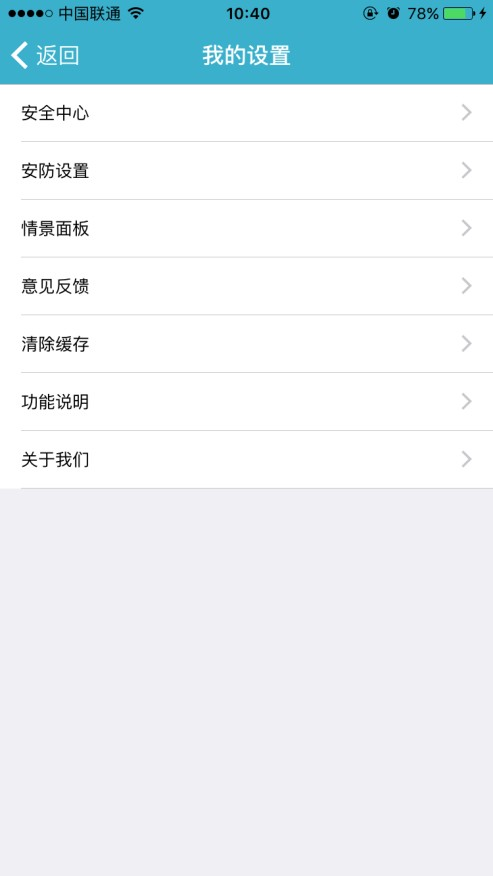 中国联通 10:40 78%
返回 我的设置
安全中心
安防设置
情景面板
意见反馈
清除缓存
功能说明
关于我们